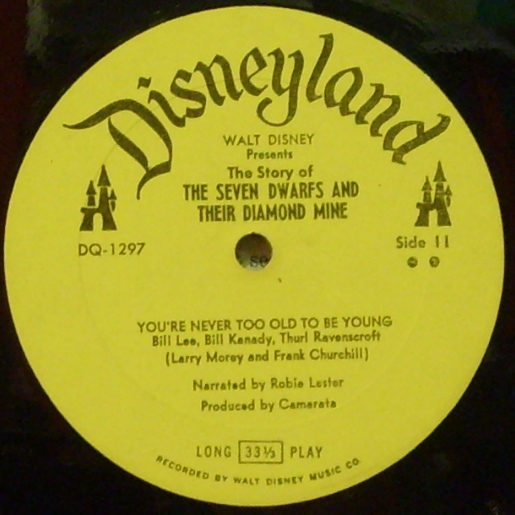 Disneyland
WALT DISNEY
Presents
The Story of
THE SEVEN DWARFS AND
THEIR DIAMOND MINE
DQ-1297
Side II
YOU'RE NEVER TOO OLD TO BE YOUNG
Bill Lee, Bill Kanady, Thurl Ravenscroft
(Larry Morey and Frank Churchill)
Narrated by Robie Lester
Produced by Camarata
LONG 33⅓ PLAY
RECORDED BY WALT DISNEY MUSIC CO.